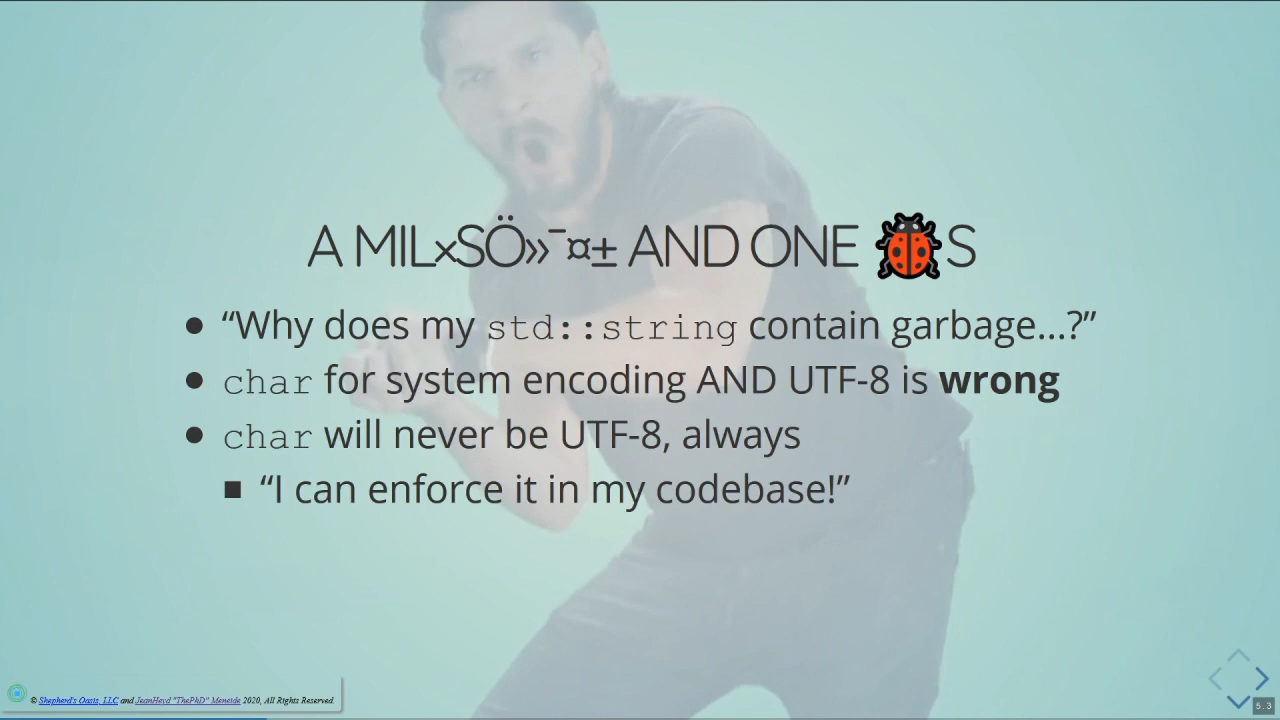 A MIL×SÖ»¯¤± AND ONE 🐞S
“Why does my std::string contain garbage...?”
char for system encoding AND UTF-8 is wrong
char will never be UTF-8, always
“I can enforce it in my codebase!”
© Shepherd's Oasis, LLC and JeanHeyd "ThePhD" Meneide 2020, All Rights Reserved
5.3